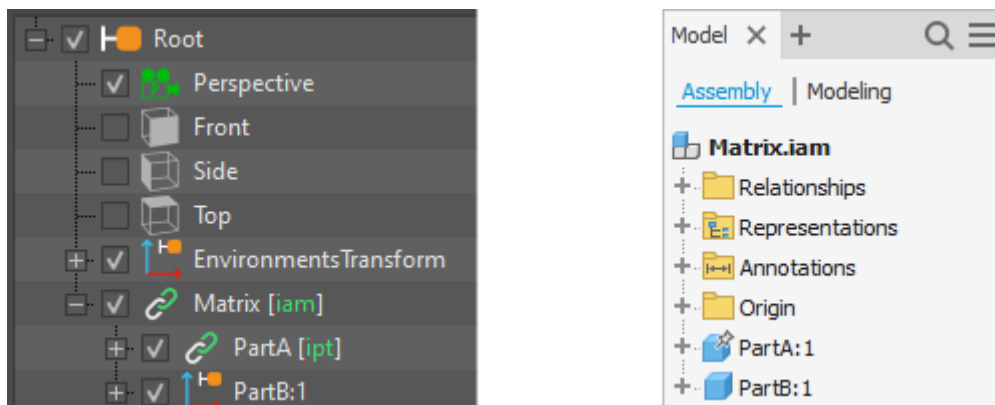 Root
Perspective
Front
Side
Top
EnvironmentsTransform
Matrix [iam]
PartA [ipt]
PartB:1
Model
Assembly | Modeling
Matrix.iam
Relationships
Representations
Annotations
Origin
PartA:1
PartB:1